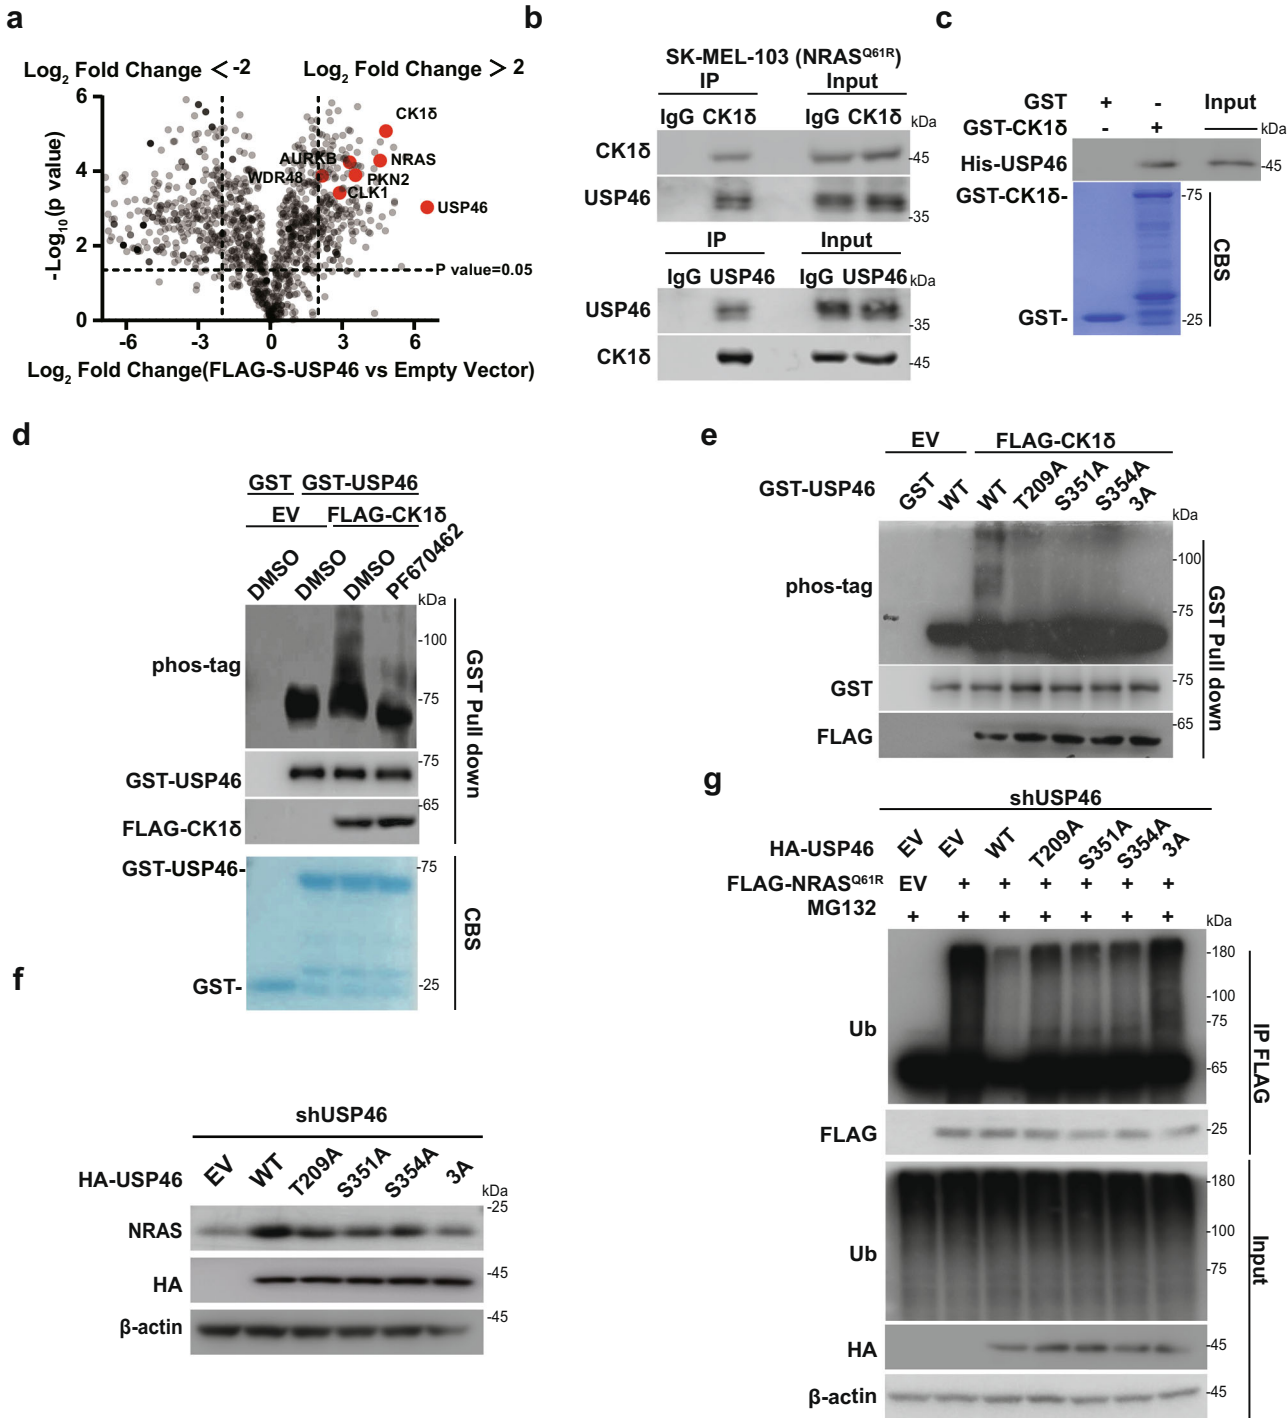 a
Log2 Fold Change < -2
Log2 Fold Change > 2
6
4
2
0
-Log10(p value)
CK1δ
AURKB
NRAS
WDR48
PKN2
CLK1
USP46
P value=0.05
-6 -3 0 3 6
Log2 Fold Change(FLAG-S-USP46 vs Empty Vector)
b
SK-MEL-103 (NRASQ61R)
IP Input
IgG CK1δ IgG CK1δ kDa
CK1δ -45
USP46 -35
IP Input
IgG USP46 IgG USP46 kDa
USP46 -35
CK1δ -45
c
GST + - Input
GST-CK1δ - + kDa
His-USP46 -45
GST-CK1δ- -75
CBS
GST- -25
d
GST GST-USP46
EV FLAG-CK1δ
DMSO DMSO DMSO PF670462
kDa
phos-tag -100
-75
GST-USP46 -75
FLAG-CK1δ -65
GST Pull down
GST-USP46- -75
CBS
GST- -25
e
EV FLAG-CK1δ
GST-USP46 GST WT WT T209A S351A S354A 3A
kDa
phos-tag -100
-75
GST -75
FLAG -65
GST Pull down
f
shUSP46
HA-USP46 EV WT T209A S351A S354A 3A
kDa
-25
NRAS
HA -45
β-actin -45
g
shUSP46
HA-USP46 EV EV WT T209A S351A S354A 3A
FLAG-NRASQ61R EV + + + + + +
MG132 + + + + + + +
kDa
-180
-100
-75
Ub
-65
FLAG -25
IP FLAG
-180
-100
Ub
-75
HA -45
β-actin -45
Input